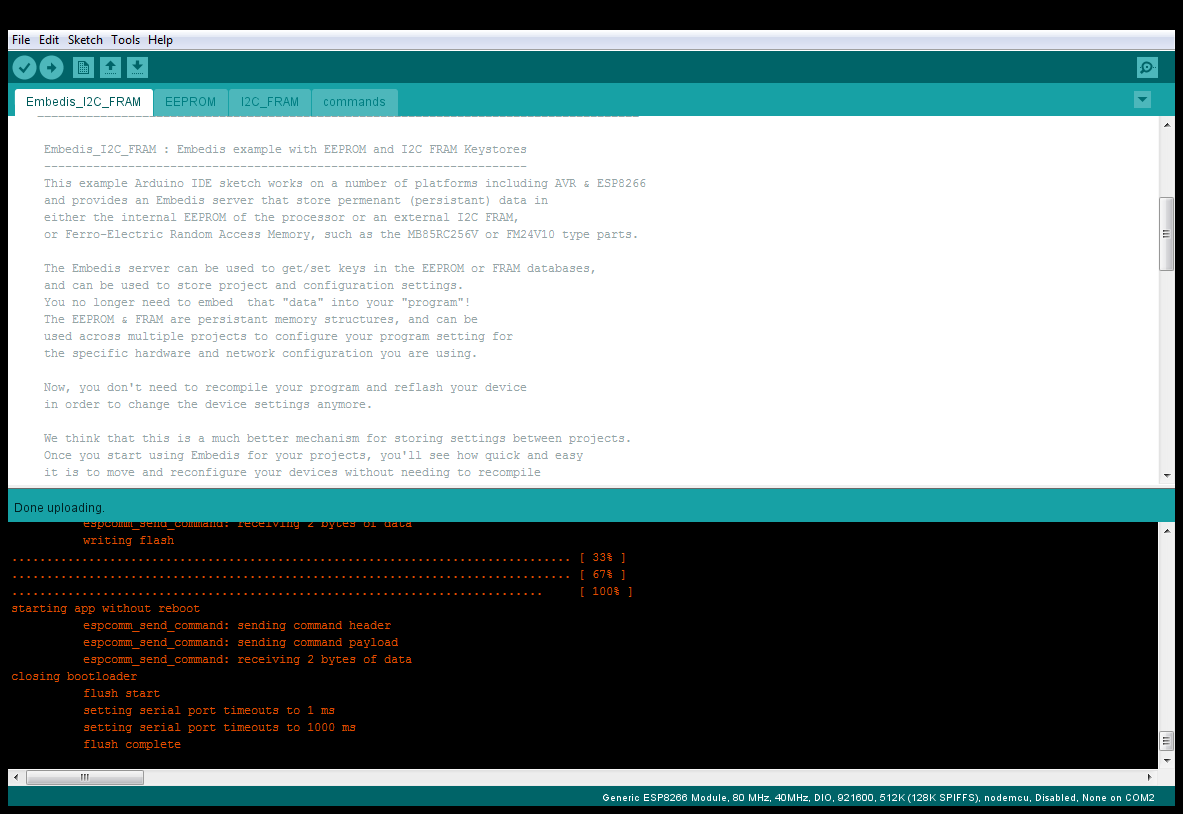 File Edit Sketch Tools Help
Embedis_I2C_FRAM EEPROM I2C_FRAM commands
Embedis_I2C_FRAM : Embedis example with EEPROM and I2C FRAM Keystores
---------------------------------------------------------------------
This example Arduino IDE sketch works on a number of platforms including AVR & ESP8266
and provides an Embedis server that store permenant (persistant) data in
either the internal EEPROM of the processor or an external I2C FRAM,
or Ferro-Electric Random Access Memory, such as the MB85RC256V or FM24V10 type parts.
The Embedis server can be used to get/set keys in the EEPROM or FRAM databases,
and can be used to store project and configuration settings.
You no longer need to embed  that "data" into your "program"!
The EEPROM & FRAM are persistant memory structures, and can be
used across multiple projects to configure your program setting for
the specific hardware and network configuration you are using.
Now, you don't need to recompile your program and reflash your device
in order to change the device settings anymore.
We think that this is a much better mechanism for storing settings between projects.
Once you start using Embedis for your projects, you'll see how quick and easy
it is to move and reconfigure your devices without needing to recompile
Done uploading.
espcomm_send_command: receiving 2 bytes of data
writing flash
................................................................................ [ 33% ]
................................................................................ [ 67% ]
............................................................................ [ 100% ]
starting app without reboot
espcomm_send_command: sending command header
espcomm_send_command: sending command payload
espcomm_send_command: receiving 2 bytes of data
closing bootloader
flush start
setting serial port timeouts to 1 ms
setting serial port timeouts to 1000 ms
flush complete
Generic ESP8266 Module, 80 MHz, 40MHz, DIO, 921600, 512K (128K SPIFFS), nodemcu, Disabled, None on COM2